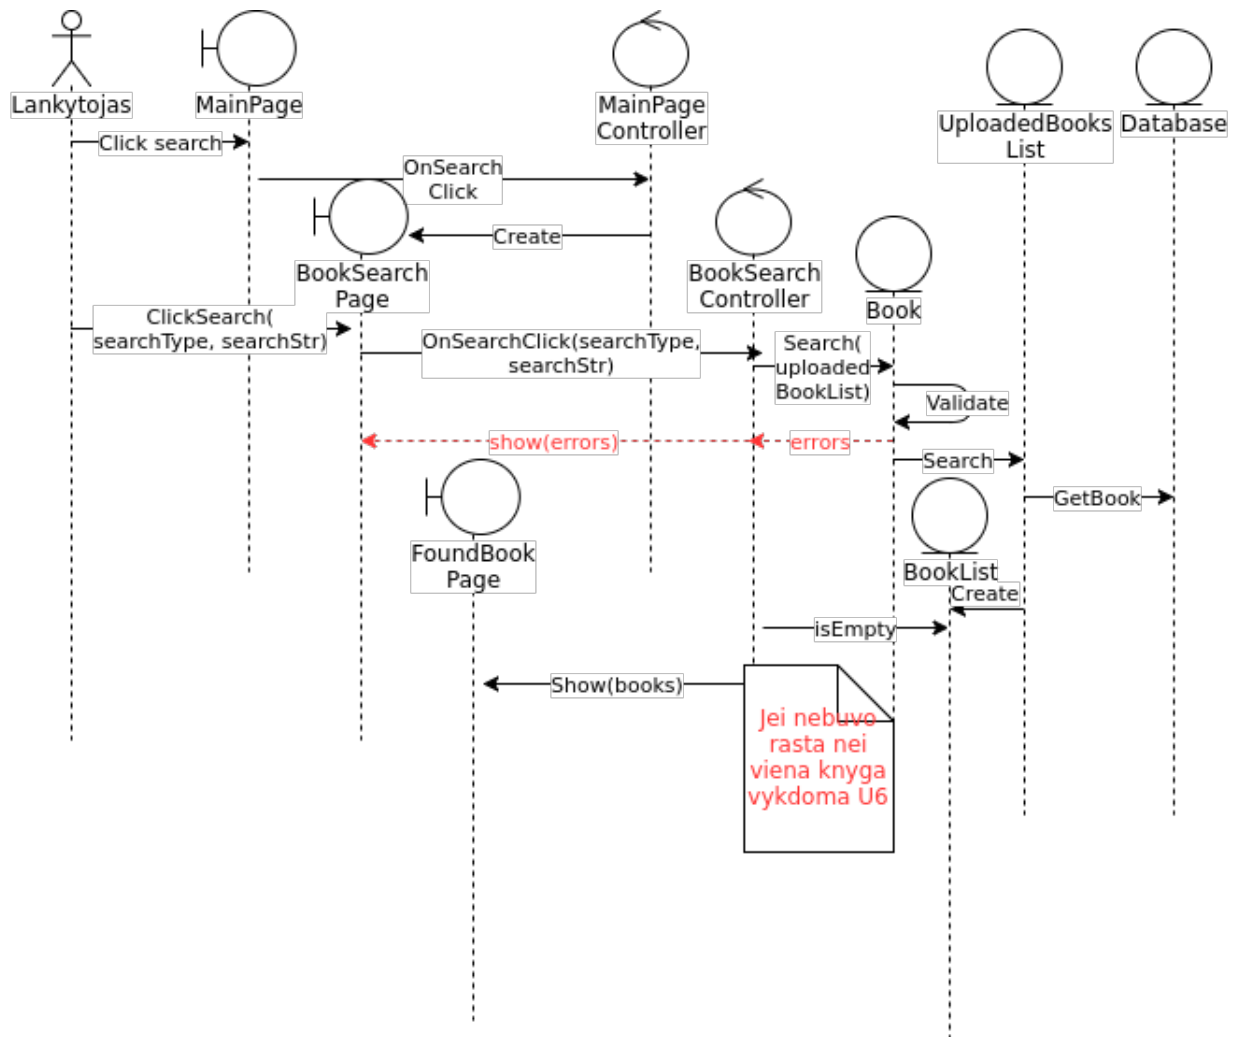 Lankytojas
MainPage
MainPage
Controller
UploadedBooks
List
Database
Click search
OnSearch
Click
Create
BookSearch
Page
BookSearch
Controller
Book
ClickSearch(
searchType, searchStr)
OnSearchClick(searchType,
searchStr)
Search(
uploaded
BookList)
Validate
show(errors)
errors
Search
GetBook
FoundBook
Page
BookList
Create
isEmpty
Show(books)
Jei nebuvo
rasta nei
viena knyga
vykdoma U6